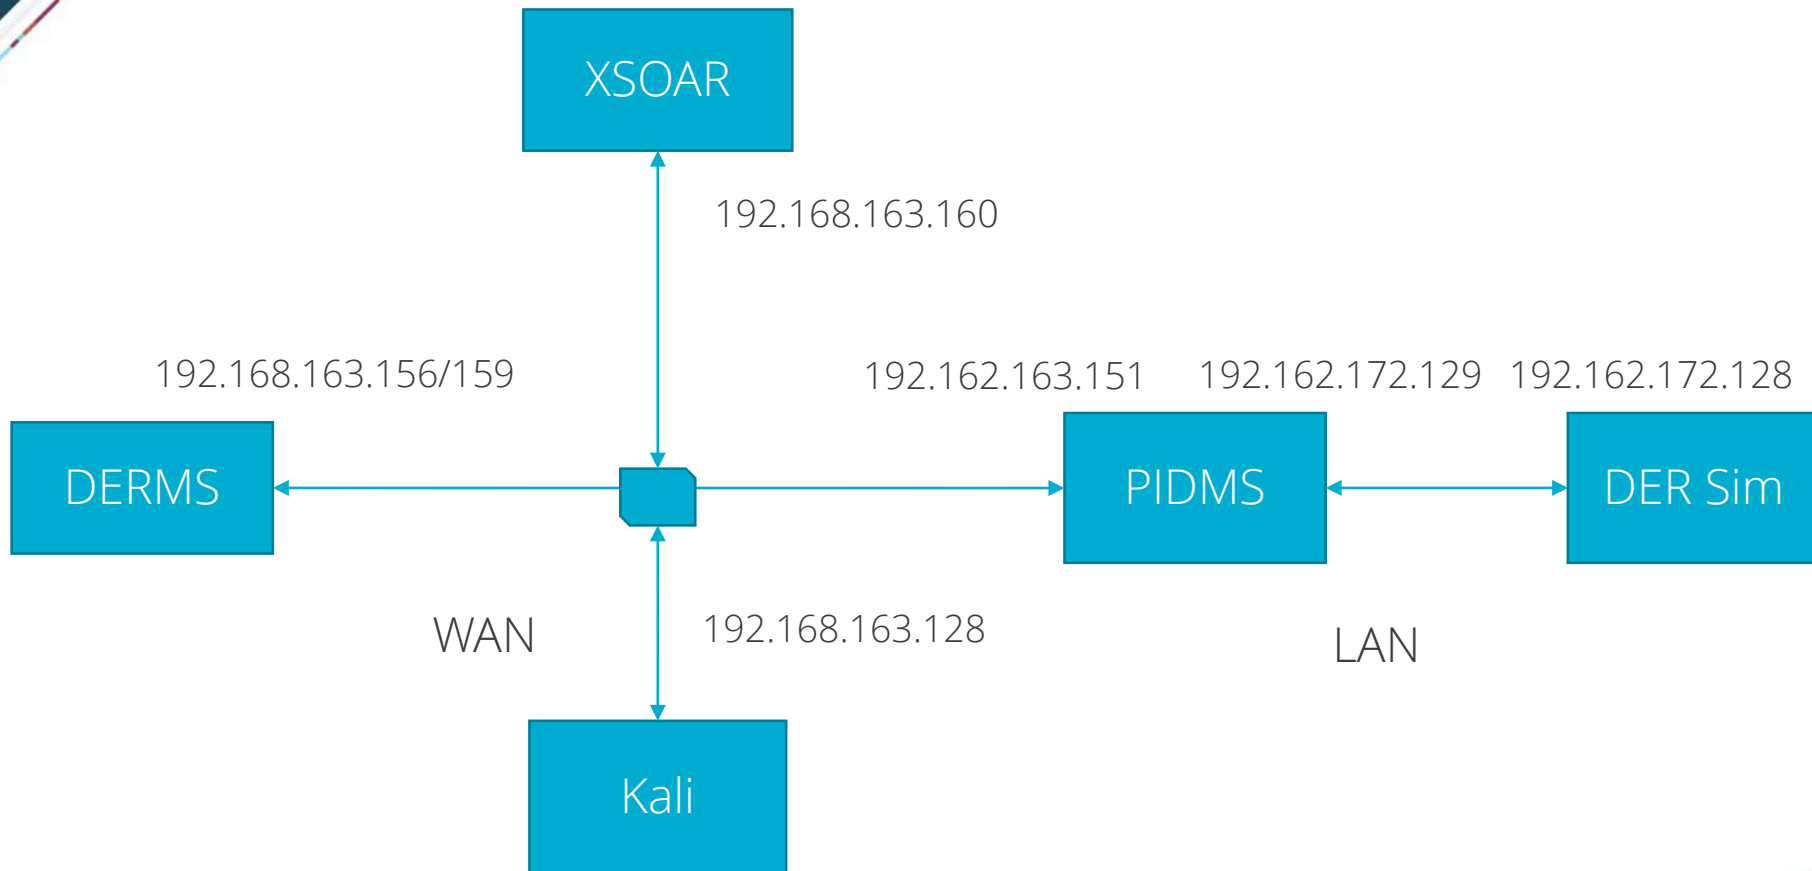 XSOAR
192.168.163.160
192.168.163.156/159
192.162.163.151
192.162.172.129
192.162.172.128
DERMS
PIDMS
DER Sim
WAN
192.168.163.128
LAN
Kali